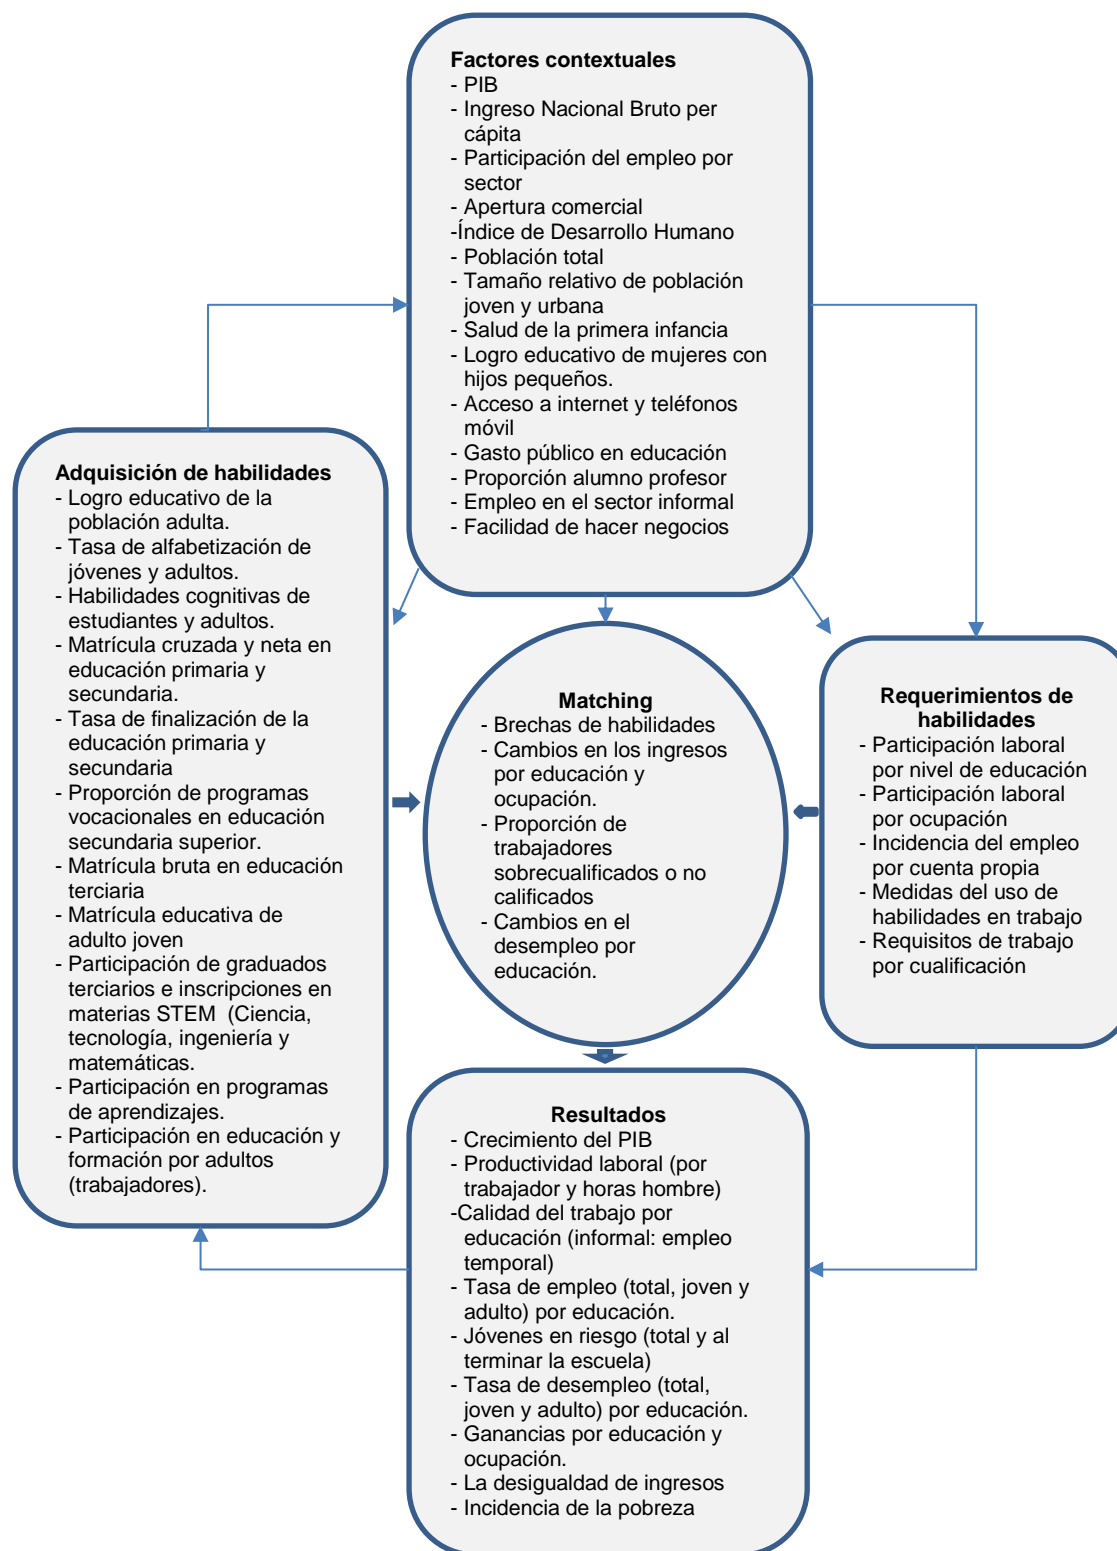 Factores contextuales
- PIB
- Ingreso Nacional Bruto per
cápita
- Participación del empleo por
sector
- Apertura comercial
-Índice de Desarrollo Humano
- Población total
- Tamaño relativo de población
joven y urbana
- Salud de la primera infancia
- Logro educativo de mujeres con
hijos pequeños.
- Acceso a internet y teléfonos
móvil
- Gasto público en educación
- Proporción alumno profesor
- Empleo en el sector informal
- Facilidad de hacer negocios
Adquisición de habilidades
- Logro educativo de la
población adulta.
- Tasa de alfabetización de
jóvenes y adultos.
- Habilidades cognitivas de
estudiantes y adultos.
- Matrícula cruzada y neta en
educación primaria y
secundaria.
- Tasa de finalización de la
educación primaria y
secundaria
- Proporción de programas
vocacionales en educación
secundaria superior.
- Matrícula bruta en educación
terciaria
- Matrícula educativa de
adulto joven
- Participación de graduados
terciarios e inscripciones en
materias STEM  (Ciencia,
tecnología, ingeniería y
matemáticas.
- Participación en programas
de aprendizajes.
- Participación en educación y
formación por adultos
(trabajadores).
Matching
- Brechas de habilidades
- Cambios en los ingresos
por educación y
ocupación.
- Proporción de
trabajadores
sobrecualificados o no
calificados
- Cambios en el
desempleo por
educación.
Requerimientos de
habilidades
- Participación laboral
por nivel de educación
- Participación laboral
por ocupación
- Incidencia del empleo
por cuenta propia
- Medidas del uso de
habilidades en trabajo
- Requisitos de trabajo
por cualificación
Resultados
- Crecimiento del PIB
- Productividad laboral (por
trabajador y horas hombre)
-Calidad del trabajo por
educación (informal: empleo
temporal)
- Tasa de empleo (total, joven y
adulto) por educación.
- Jóvenes en riesgo (total y al
terminar la escuela)
- Tasa de desempleo (total,
joven y adulto) por educación.
- Ganancias por educación y
ocupación.
- La desigualdad de ingresos
- Incidencia de la pobreza